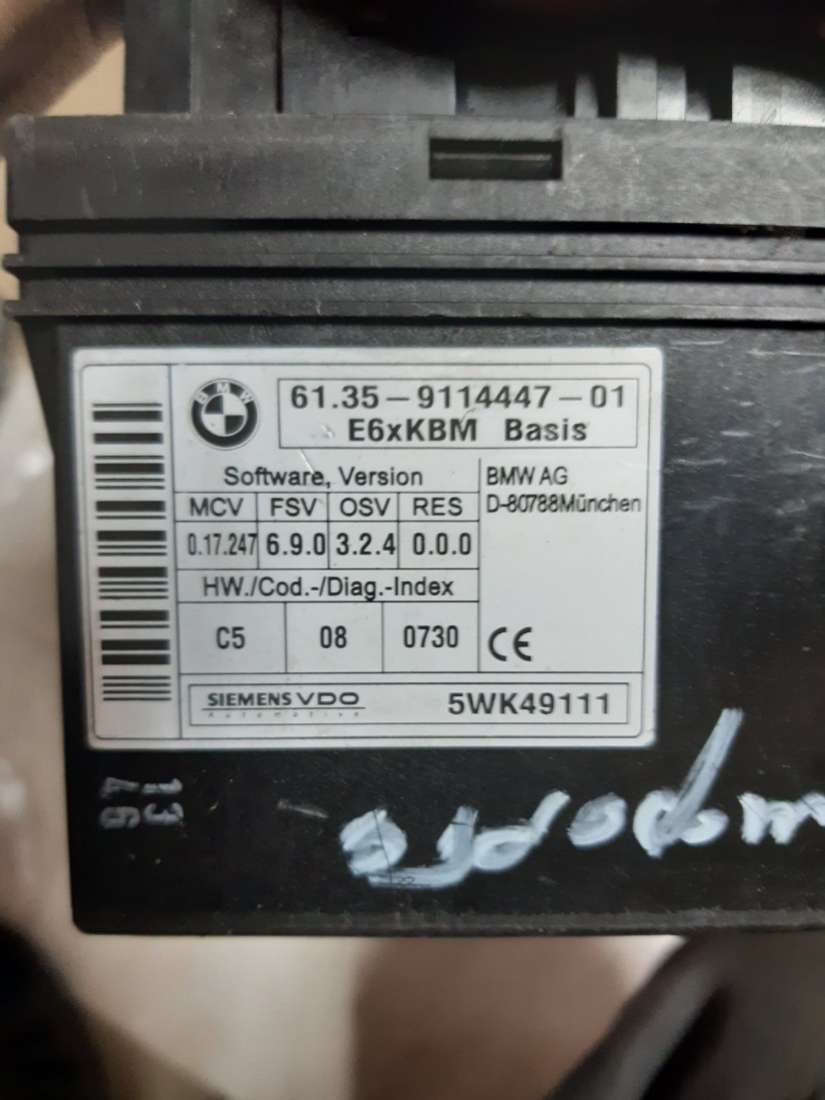 BMW
61.35-9114447-01
E6xKBM Basis
Software, Version
MCV FSV OSV RES
0.17.247 6.9.0 3.2.4 0.0.0
BMW AG
D-80788München
HW./Cod.-/Diag.-Index
C5 08 0730
CE
SIEMENS VDO
Automotive
5WK49111